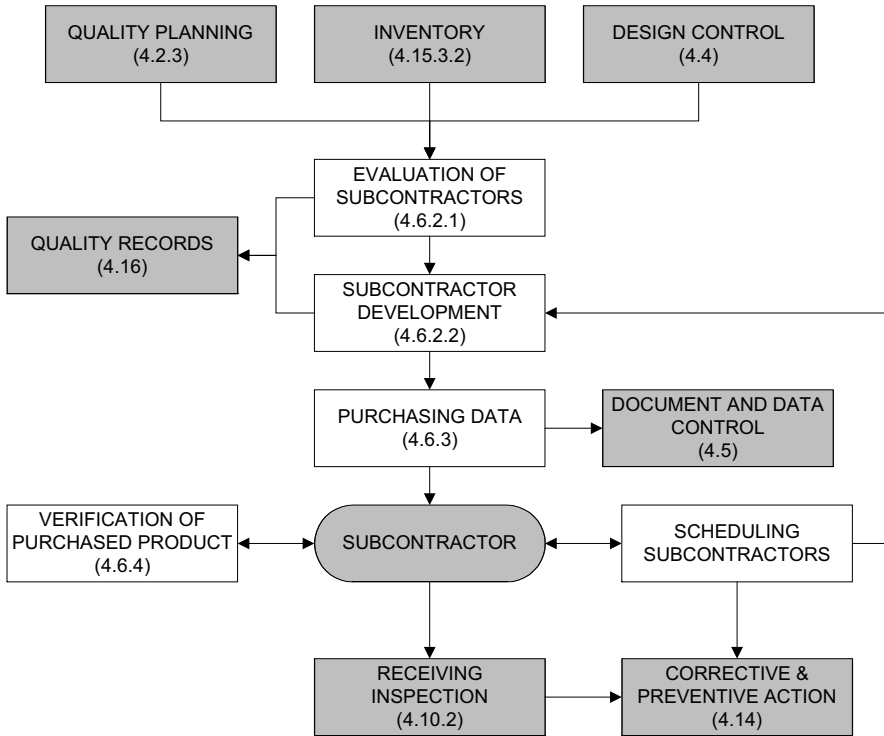 QUALITY PLANNING
(4.2.3)
INVENTORY
(4.15.3.2)
DESIGN CONTROL
(4.4)
EVALUATION OF
SUBCONTRACTORS
(4.6.2.1)
QUALITY RECORDS
(4.16)
SUBCONTRACTOR
DEVELOPMENT
(4.6.2.2)
PURCHASING DATA
(4.6.3)
DOCUMENT AND DATA
CONTROL
(4.5)
VERIFICATION OF
PURCHASED PRODUCT
(4.6.4)
SUBCONTRACTOR
SCHEDULING
SUBCONTRACTORS
RECEIVING
INSPECTION
(4.10.2)
CORRECTIVE &
PREVENTIVE ACTION
(4.14)